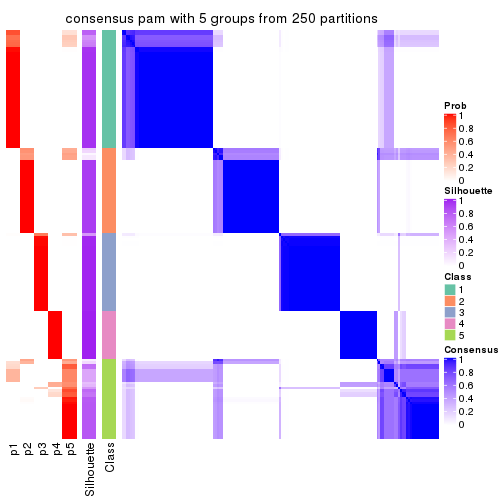 consensus pam with 5 groups from 250 partitions
Prob
1
0.8
0.6
0.4
0.2
0
Silhouette
1
0.8
0.6
0.4
0.2
0
Class
1
2
3
4
5
Consensus
1
0.8
0.6
0.4
0.2
0
p1
p2
p3
p4
p5
Silhouette
Class